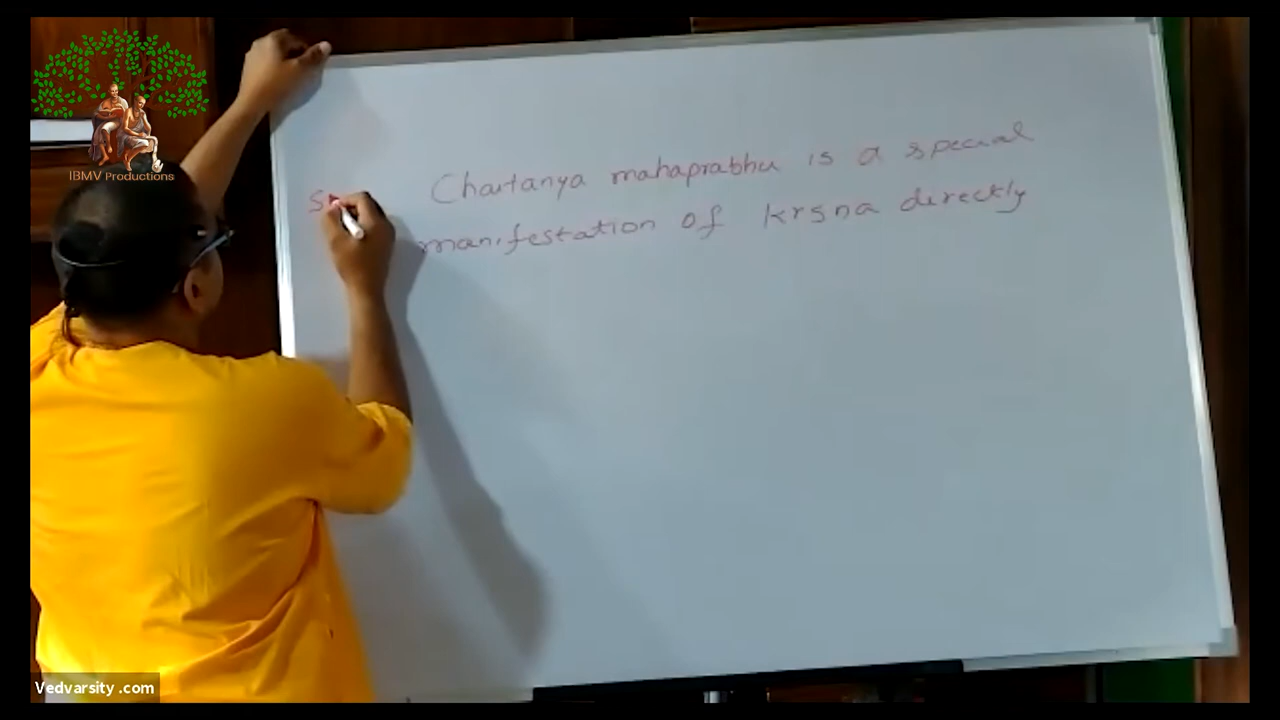 IBMV Productions
Chaitanya mahaprabhu is a special
manifestation of krsna directly
Vedvarsity .com